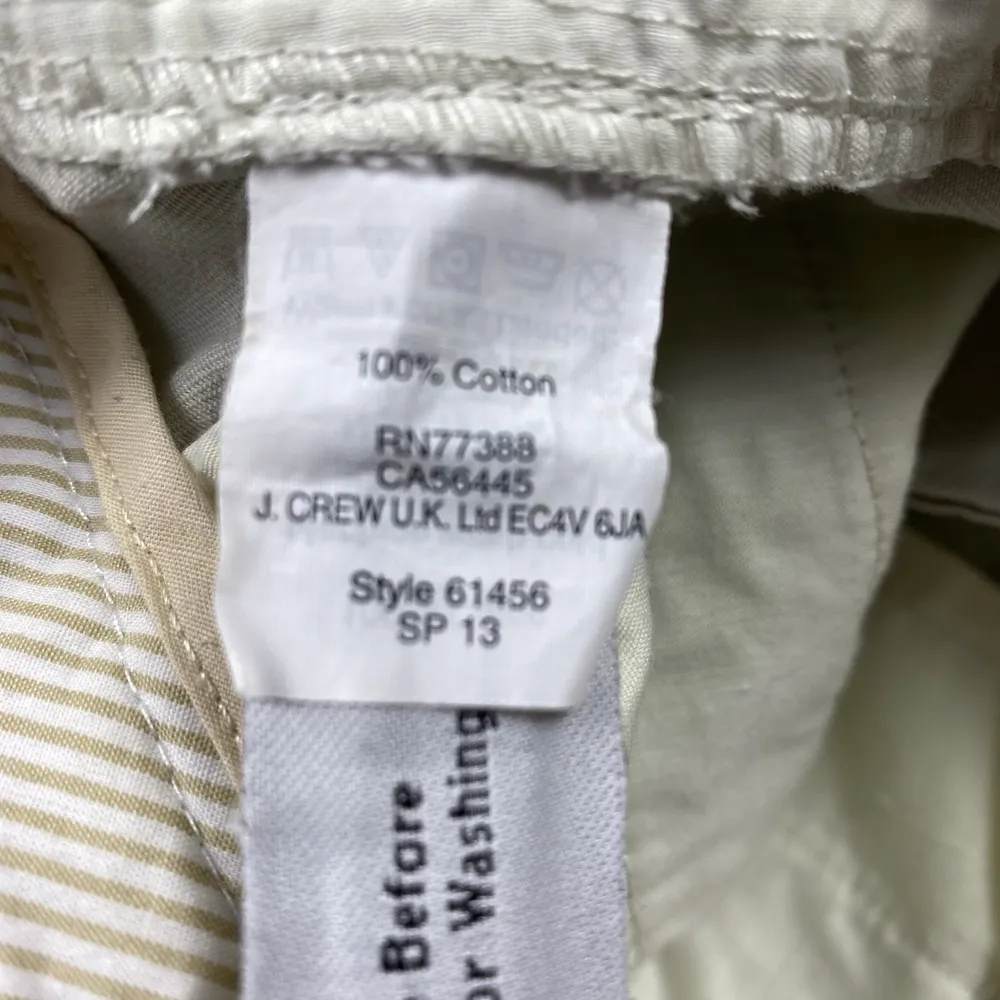 100% Cotton
RN77388
CA56445
J. CREW U.K. Ltd EC4V 6JA
Style 61456
SP 13
Before
or Washing